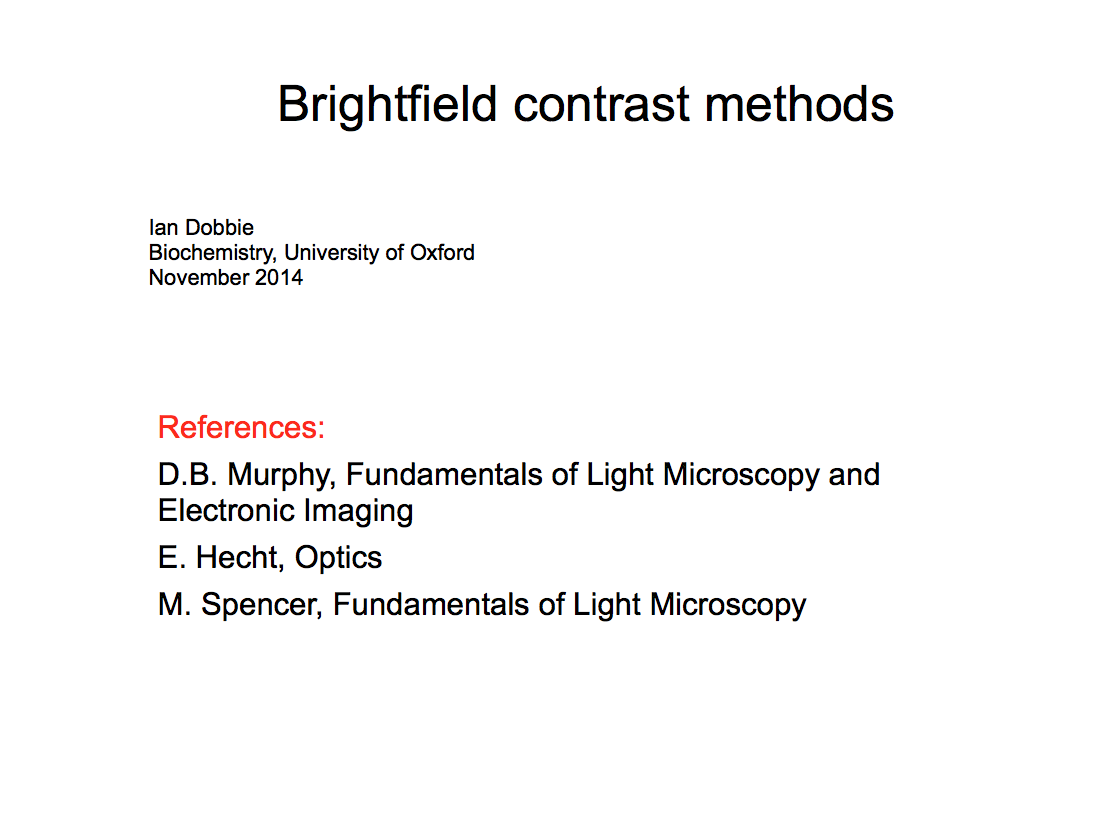 Brightfield contrast methods
Ian Dobbie
Biochemistry, University of Oxford
November 2014
References:
D.B. Murphy, Fundamentals of Light Microscopy and
Electronic Imaging
E. Hecht, Optics
M. Spencer, Fundamentals of Light Microscopy